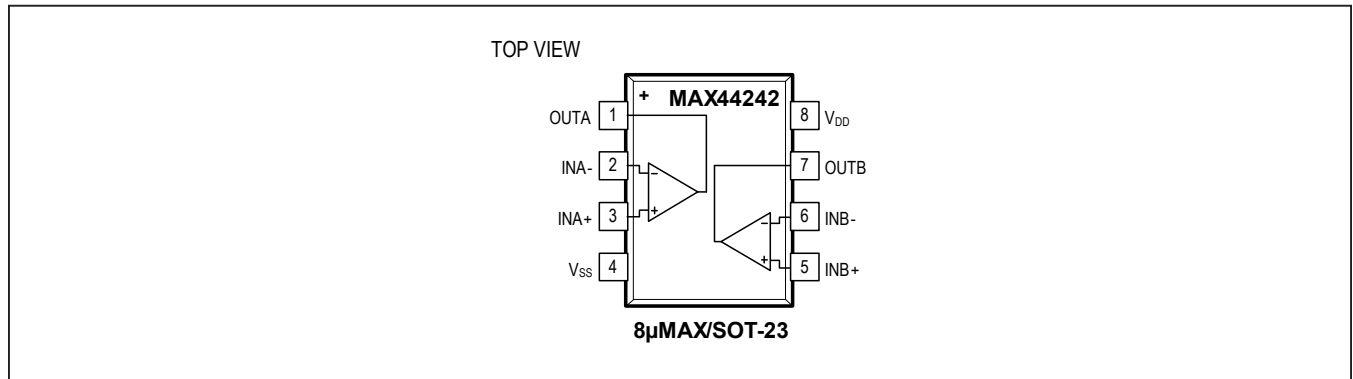 TOP VIEW
+ MAX44242
OUTA 1
8 VDD
INA- 2
7 OUTB
−
INA+ 3
+
−
6 INB-
VSS 4
+
5 INB+
8µMAX/SOT-23